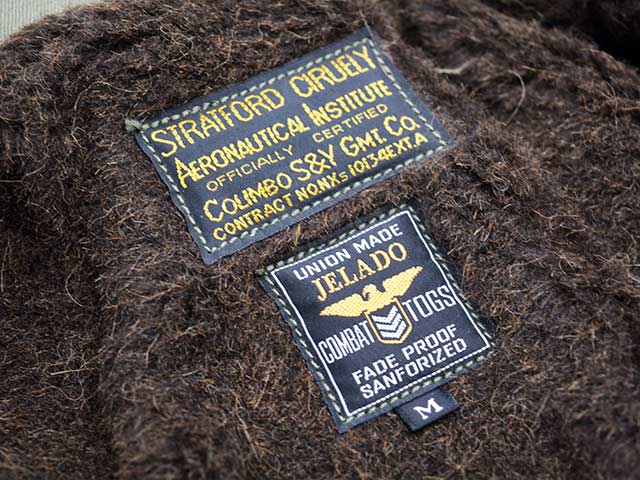 STRATFORD CIRUELY
AERONAUTICAL INSTITUTE
OFFICIALLY CERTIFIED
COLIMBO S&Y GMT. CO.
CONTRACT NO.NXs 10134EXT.A
UNION MADE
JELADO
COMBAT TOGS
FADE PROOF
SANFORIZED
M